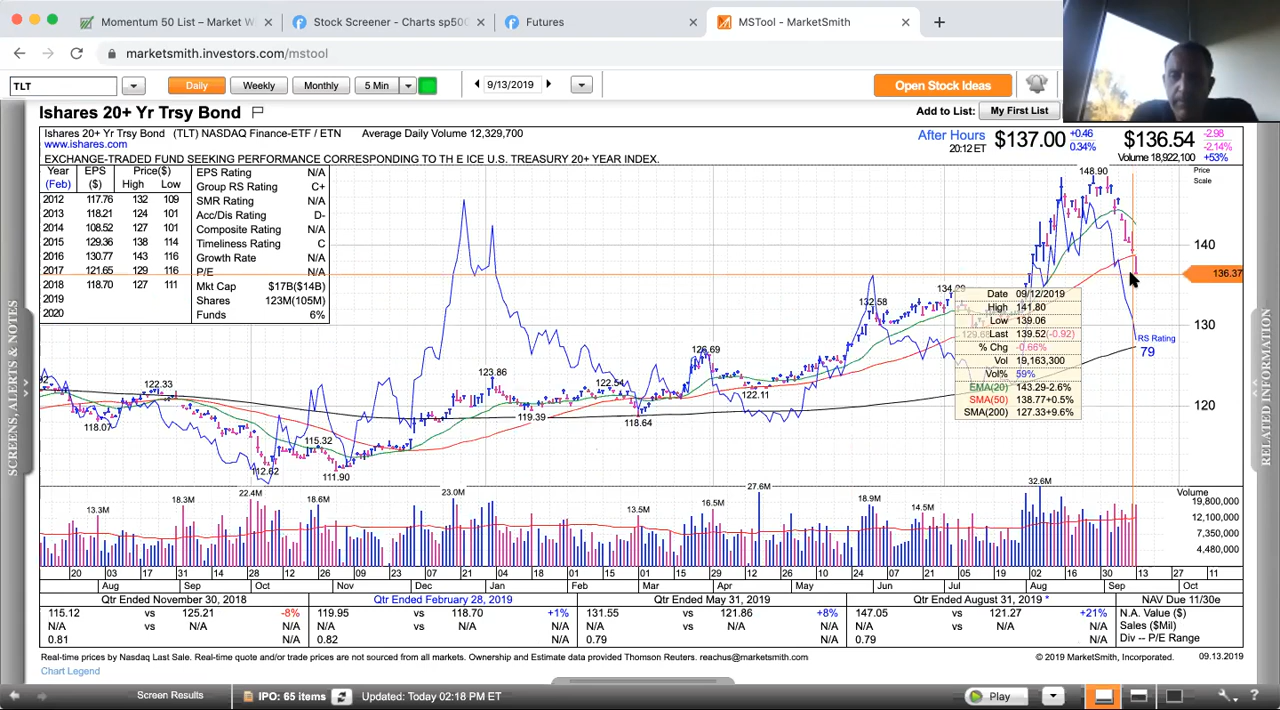 Momentum 50 List – Market W
Stock Screener - Charts sp500
Futures
MSTool - MarketSmith
marketsmith.investors.com/mstool
TLT
Daily
Weekly
Monthly
5 Min
9/13/2019
Open Stock Ideas
Ishares 20+ Yr Trsy Bond
Add to List:
My First List
Ishares 20+ Yr Trsy Bond (TLT) NASDAQ Finance-ETF / ETN Average Daily Volume 12,329,700
www.ishares.com
EXCHANGE-TRADED FUND SEEKING PERFORMANCE CORRESPONDING TO TH E ICE U.S. TREASURY 20+ YEAR INDEX.
After Hours
20:12 ET
$137.00
+0.46
0.34%
$136.54
-2.98
-2.14%
Volume 18,922,100
+53%
Year EPS Price($)
(Feb) ($) High Low
2012 117.76 132 109
2013 118.21 124 101
2014 108.52 127 101
2015 129.36 138 114
2016 130.77 143 116
2017 121.65 129 116
2018 118.70 127 111
2019
2020
EPS Rating N/A
Group RS Rating C+
SMR Rating N/A
Acc/Dis Rating D-
Composite Rating N/A
Timeliness Rating C
Growth Rate N/A
P/E N/A
Mkt Cap $17B($14B)
Shares 123M(105M)
Funds 6%
Price
Scale
148.90
140
136.37
130
120
132.58
126.69
122.33
118.07
112.62
115.32
111.90
123.86
119.39
122.54
118.64
122.11
RS Rating
79
Date 09/12/2019
High 141.80
Low 139.06
Last 139.52(-0.92)
% Chg -0.66%
Vol 19,163,300
Vol% 59%
EMA(20) 143.29-2.6%
SMA(50) 138.77+0.5%
SMA(200) 127.33+9.6%
13.3M
18.3M
22.4M
18.6M
23.0M
13.5M
16.5M
27.6M
18.9M
14.5M
32.6M
Volume
19,800,000
12,100,000
7,350,000
4,480,000
20 03 17 31 14 28 12 26 09 23 07 21 04 18 01 15 01 15 29 12 26 10 24 07 21 05 19 02 16 30 13 27 11
Aug Sep Oct Nov Dec Jan Feb Mar Apr May Jun Jul Aug Sep Oct
Qtr Ended November 30, 2018
115.12 vs 125.21 -8%
N/A vs N/A N/A
0.81 N/A
Qtr Ended February 28, 2019
119.95 vs 118.70 +1%
N/A vs N/A N/A
0.82 N/A
Qtr Ended May 31, 2019
131.55 vs 121.86 +8%
N/A vs N/A N/A
0.79 N/A
Qtr Ended August 31, 2019 *
147.05 vs 121.27 +21%
N/A vs N/A N/A
0.79 N/A
NAV Due 11/30e
N.A. Value ($)
Sales ($Mil)
Div -- P/E Range
Real-time prices by Nasdaq Last Sale. Real-time quote and/or trade prices are not sourced from all markets. Ownership and Estimate data provided Thomson Reuters. reachus@marketsmith.com
© 2019 MarketSmith, Incorporated.
09.13.2019
Chart Legend
SCREENS, ALERTS & NOTES
RELATED INFORMATION
Screen Results
IPO: 65 items
Updated: Today 02:18 PM ET
Play